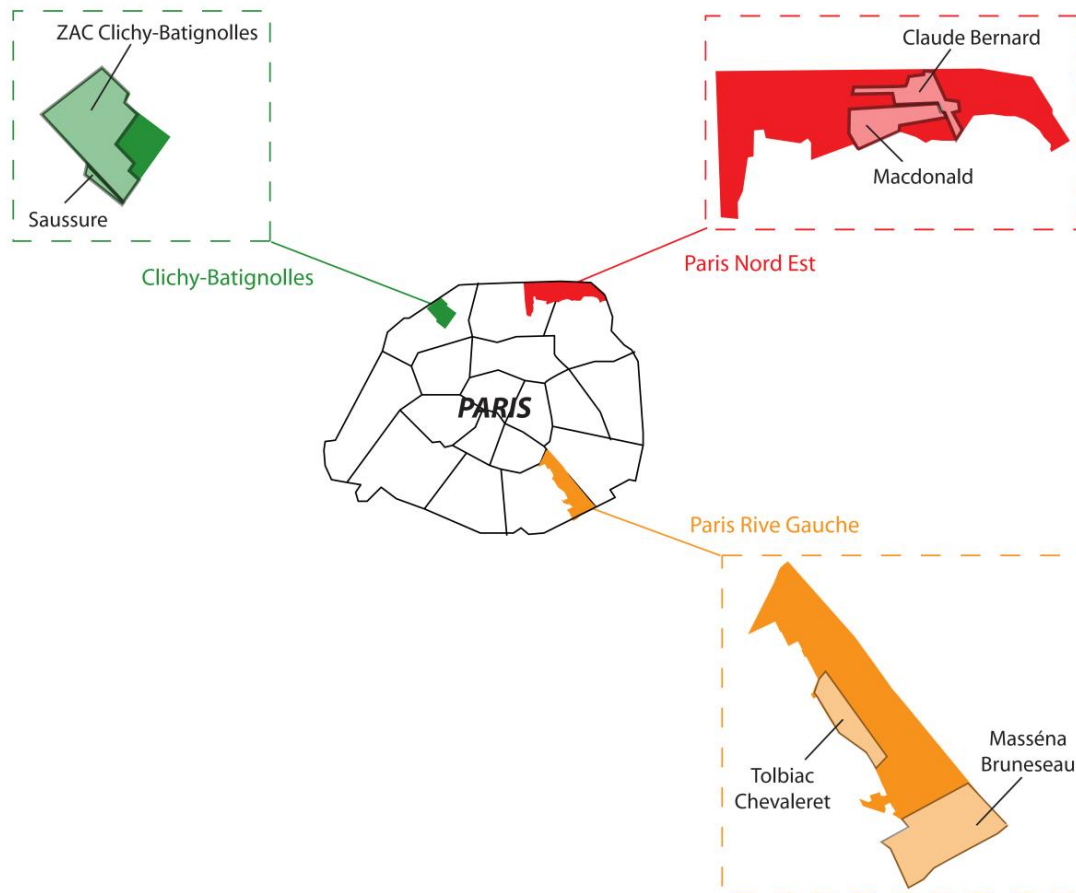 ZAC Clichy-Batignolles
Saussure
Clichy-Batignolles
Claude Bernard
Macdonald
Paris Nord Est
PARIS
Paris Rive Gauche
Tolbiac
Chevaleret
Masséna
Bruneseau